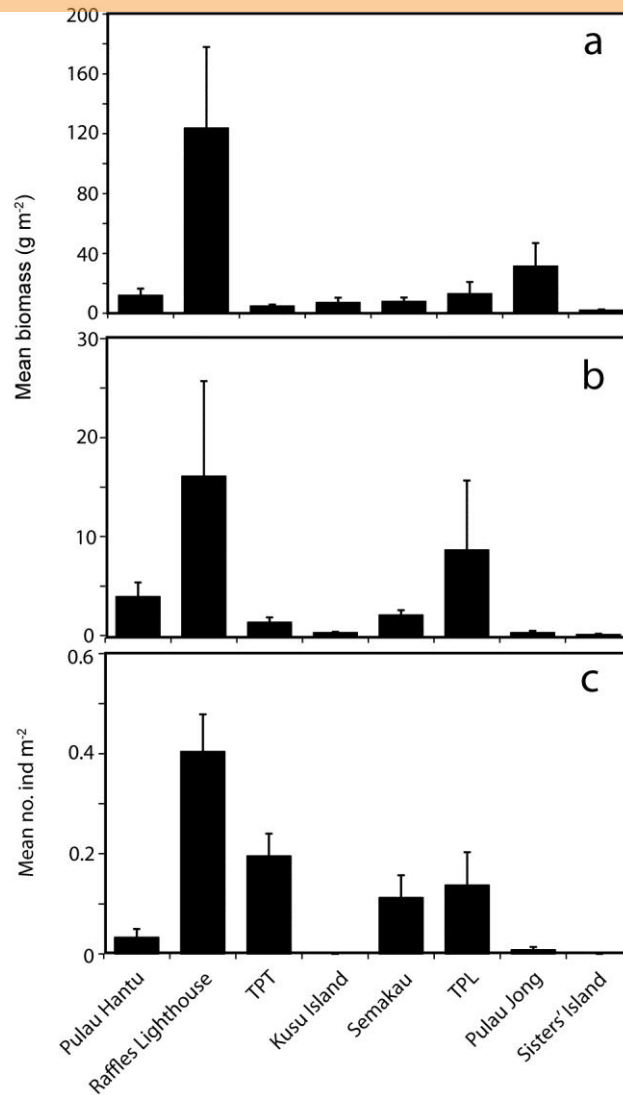 200
160
120
80
40
0
a
Mean biomass (g m-2)
30
20
10
0
b
0.6
0.4
0.2
0
c
Mean no. ind m-2
Pulau Hantu
Raffles Lighthouse
TPT
Kusu Island
Semakau
TPL
Pulau Jong
Sisters' Island